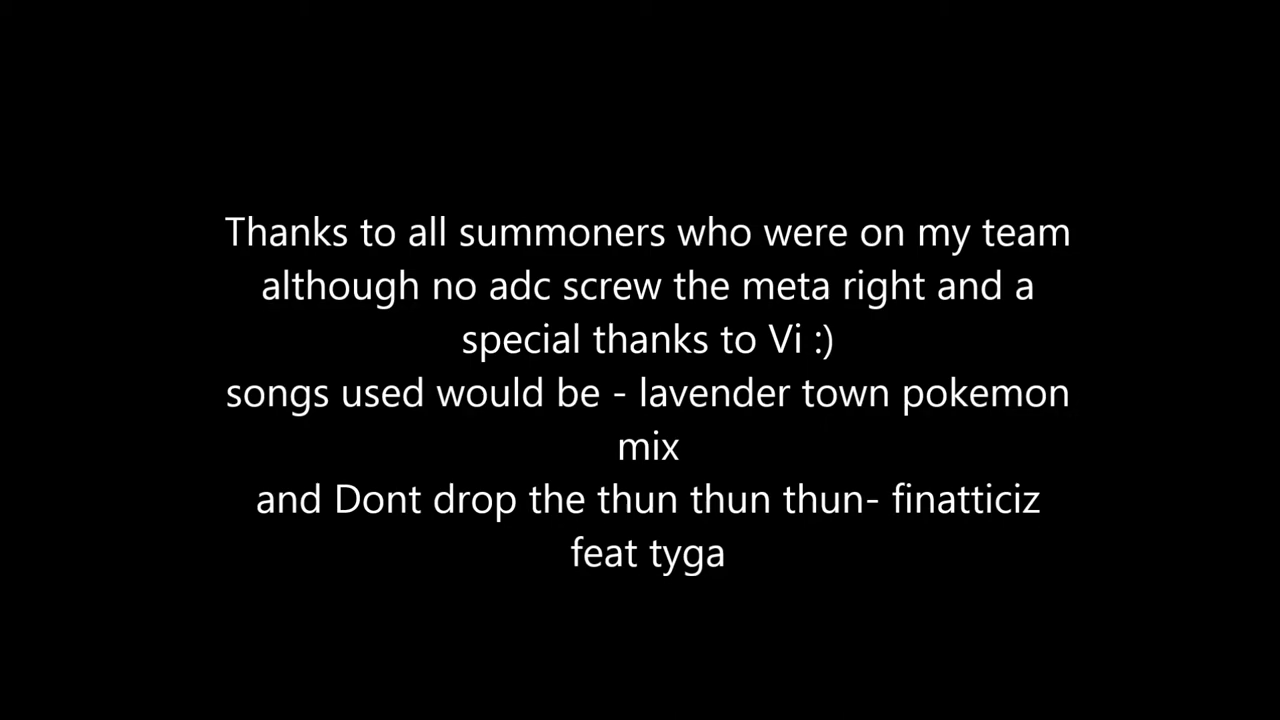 Thanks to all summoners who were on my team
although no adc screw the meta right and a
special thanks to Vi :)
songs used would be - lavender town pokemon
mix
and Dont drop the thun thun thun- finatticiz
feat tyga